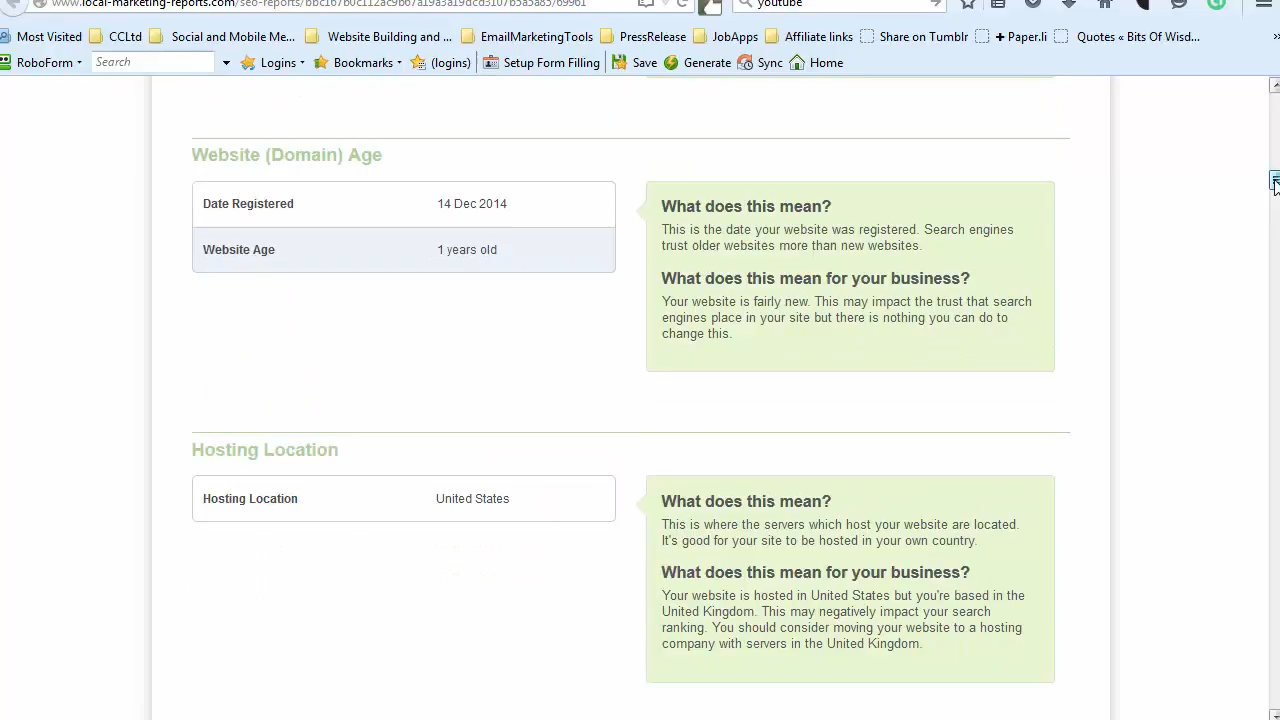 www.local-marketing-reports.com/seo-reports/bbc167b0c112ac9b67a19a3a19dcd3107b5a5a85/69961
youtube
Most Visited CCLtd Social and Mobile Me... Website Building and ... EmailMarketingTools PressRelease JobApps Affiliate links Share on Tumblr + Paper.li Quotes « Bits Of Wisd...
RoboForm Search Logins Bookmarks (logins) Setup Form Filling Save Generate Sync Home
Website (Domain) Age
Date Registered 14 Dec 2014
Website Age 1 years old
What does this mean?
This is the date your website was registered. Search engines
trust older websites more than new websites.
What does this mean for your business?
Your website is fairly new. This may impact the trust that search
engines place in your site but there is nothing you can do to
change this.
Hosting Location
Hosting Location United States
What does this mean?
This is where the servers which host your website are located.
It's good for your site to be hosted in your own country.
What does this mean for your business?
Your website is hosted in United States but you're based in the
United Kingdom. This may negatively impact your search
ranking. You should consider moving your website to a hosting
company with servers in the United Kingdom.